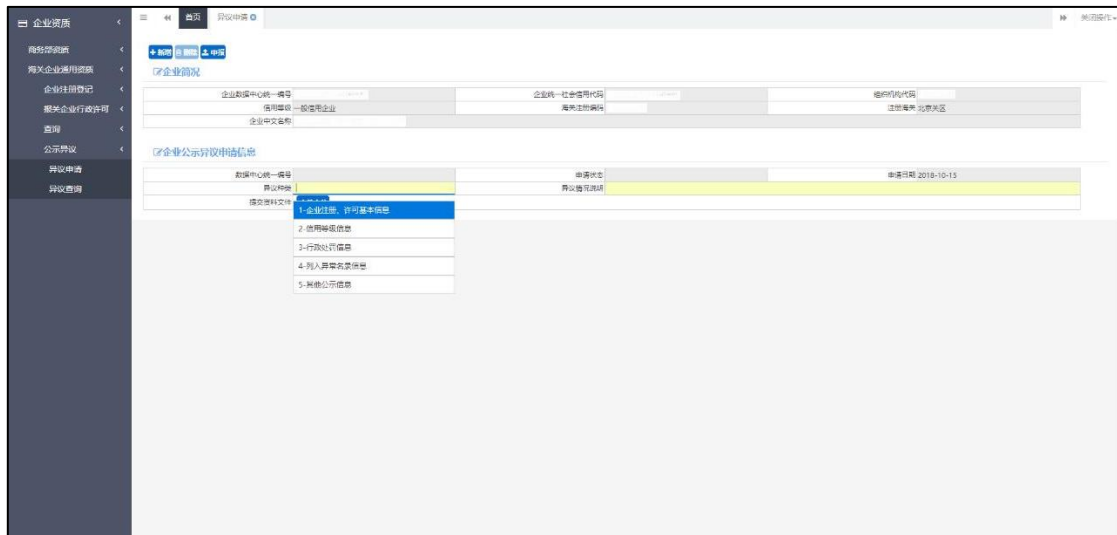 企业资质
首页 异议申请
关闭操作
商务部资质
海关企业通用资质
企业注册登记
报关企业行政许可
查询
公示异议
异议申请
异议查询
新增 删除 申报
企业简况
企业数据中心统一编号 企业统一社会信用代码 组织机构代码
信用等级 一般信用企业 海关注册编码 注册海关 北京关区
企业中文名称
企业公示异议申请信息
数据中心统一编号 申请状态 申请日期 2018-10-15
异议种类 异议情况说明
提交资料文件
1-企业注册、许可基本信息
2-信用等级信息
3-行政处罚信息
4-列入异常名录信息
5-其他公示信息